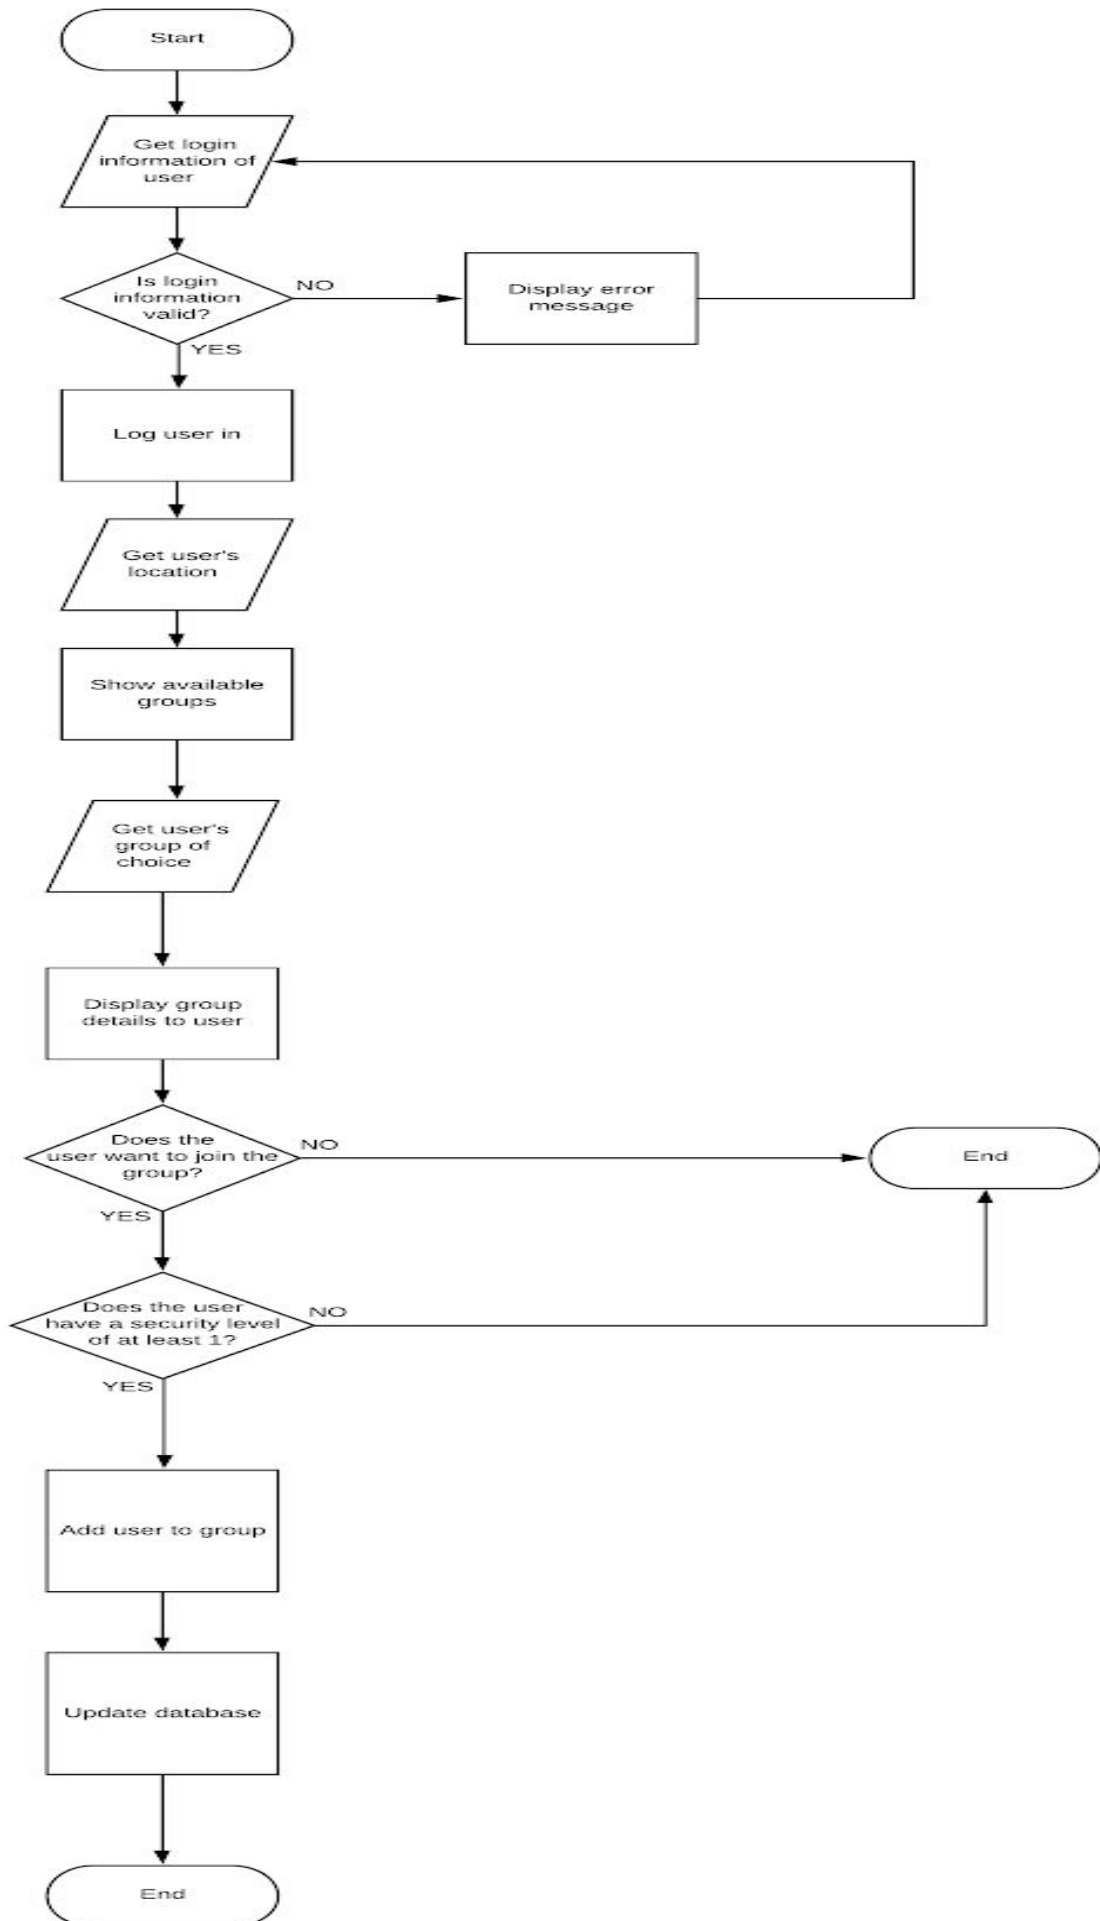 Start
Get login
information of
user
Is login
information
valid?
NO
Display error
message
YES
Log user in
Get user's
location
Show available
groups
Get user's
group of
choice
Display group
details to user
Does the
user want to join the
group?
NO
End
YES
Does the user
have a security level
of at least 1?
NO
YES
Add user to group
Update database
End